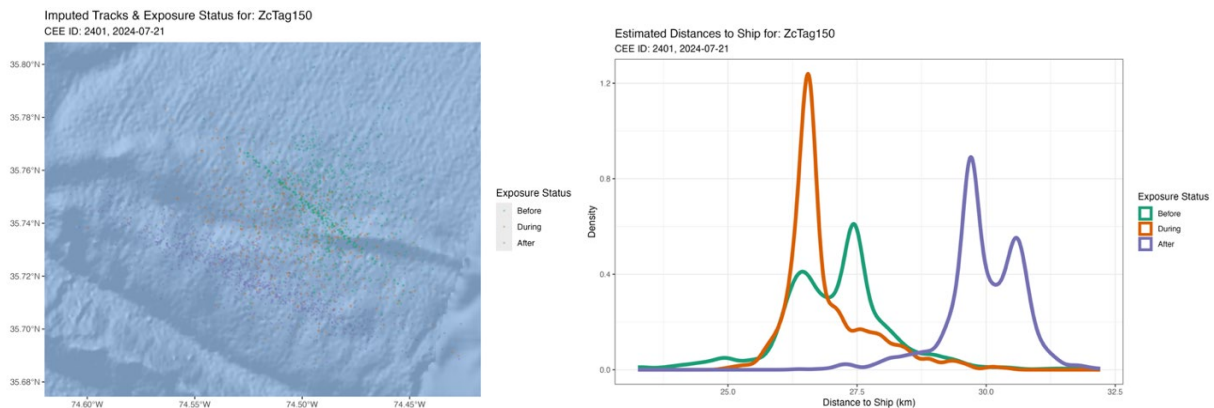 Imputed Tracks & Exposure Status for: ZcTag150
CEE ID: 2401, 2024-07-21
35.80°N
35.78°N
35.76°N
35.74°N
35.72°N
35.70°N
35.68°N
74.60°W
74.55°W
74.50°W
74.45°W
Exposure Status
Before
During
After
Estimated Distances to Ship for: ZcTag150
CEE ID: 2401, 2024-07-21
Density
1.2
0.8
0.4
0.0
25.0
27.5
30.0
32.5
Distance to Ship (km)
Exposure Status
Before
During
After